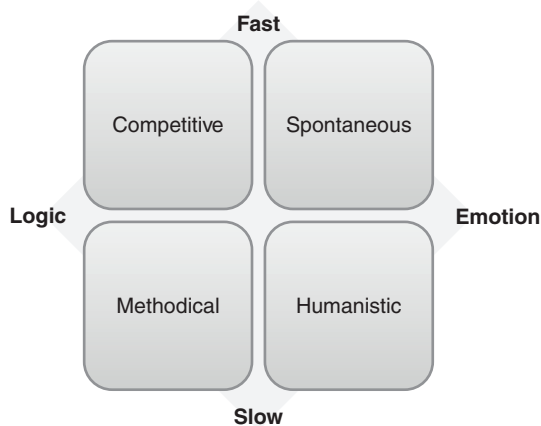 Fast
Competitive
Spontaneous
Logic
Emotion
Methodical
Humanistic
Slow